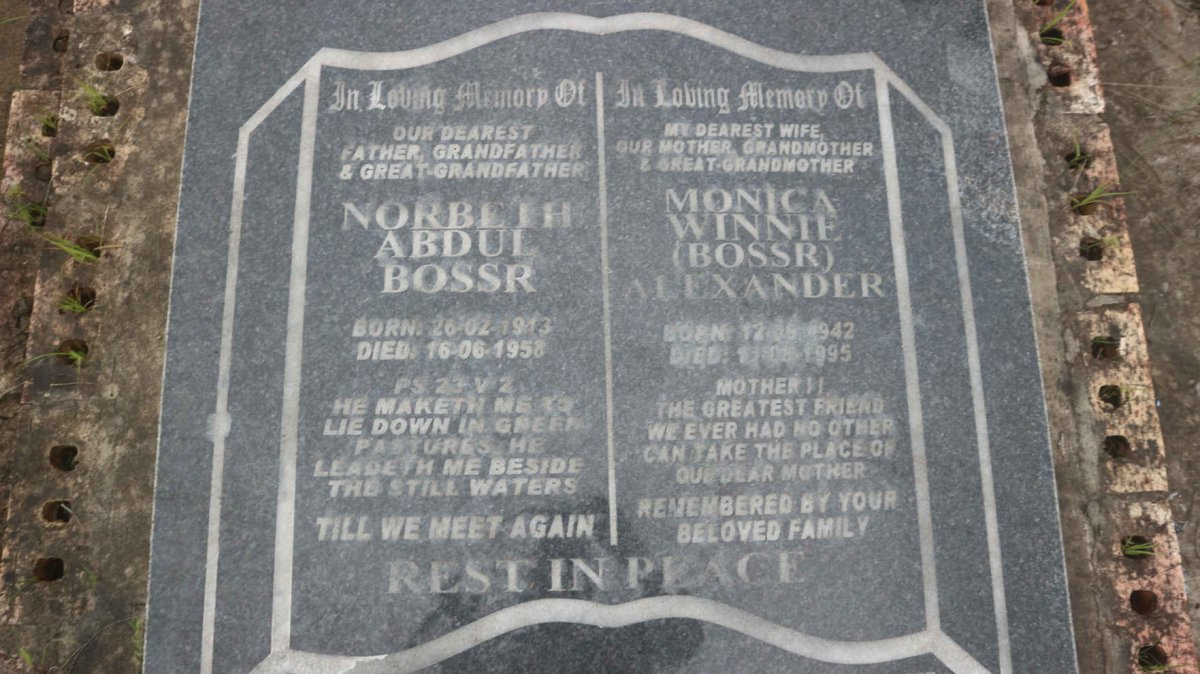 In Loving Memory Of
OUR DEAREST
FATHER, GRANDFATHER
& GREAT-GRANDFATHER
NORBETH
ABDUL
BOSSR
BORN: 26-02-1913
DIED: 16-06-1958
PS 23 V 2
HE MAKETH ME TO
LIE DOWN IN GREEN
PASTURES: HE
LEADETH ME BESIDE
THD STILL WATERS
TILL WE MEET AGAIN
In Loving Memory Of
MY DEAREST WIFE,
OUR MOTHER, GRANDMOTHER
& GREAT-GRANDMOTHER
MONICA
WINNIE
(BOSSR)
ALEXANDER
BORN:
DIED:
MOTHER!!
THE GREATEST FRIEND
WE EVER HAD NO OTHER
CAN TAKE THE PLACE OF
OUR DEAR MOTHER
REMEMBERED BY YOUR
BELOVED FAMILY
REST IN PEACE